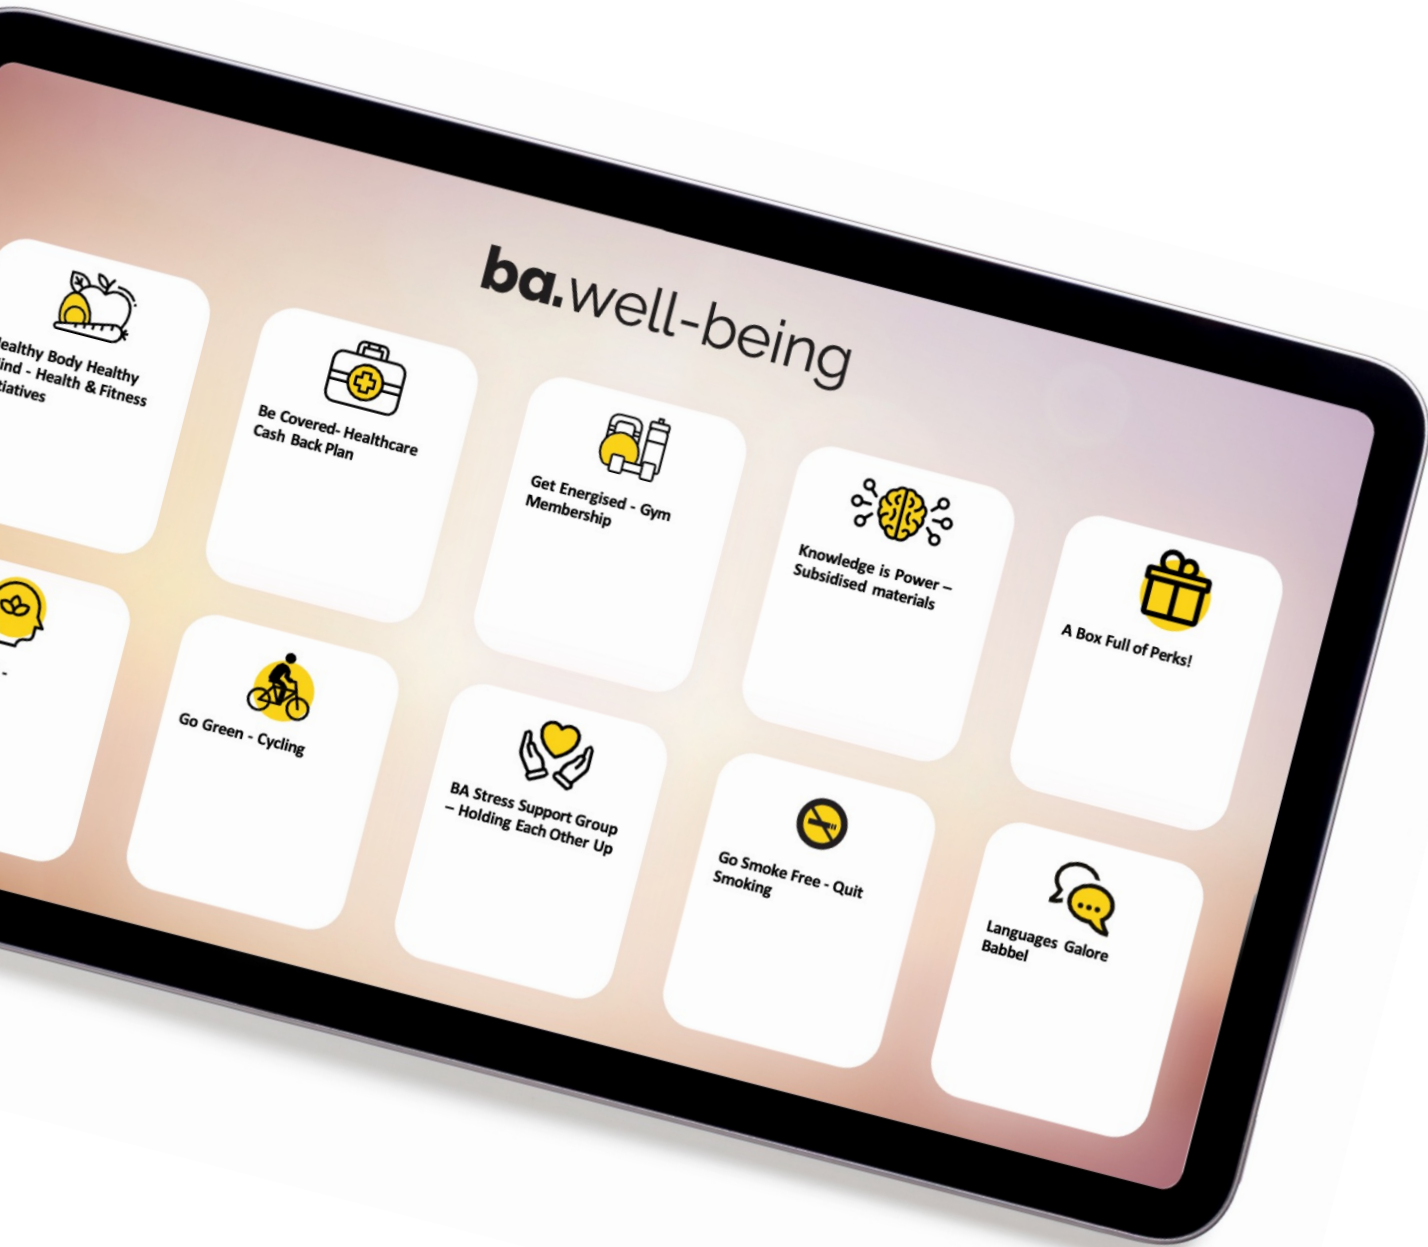 ba.well-being
ealthy Body Healthy
ind - Health & Fitness
tiatives
Be Covered- Healthcare
Cash Back Plan
Get Energised - Gym
Membership
Knowledge is Power –
Subsidised materials
A Box Full of Perks!
-
Go Green - Cycling
BA Stress Support Group
– Holding Each Other Up
Go Smoke Free - Quit
Smoking
Languages Galore
Babbel